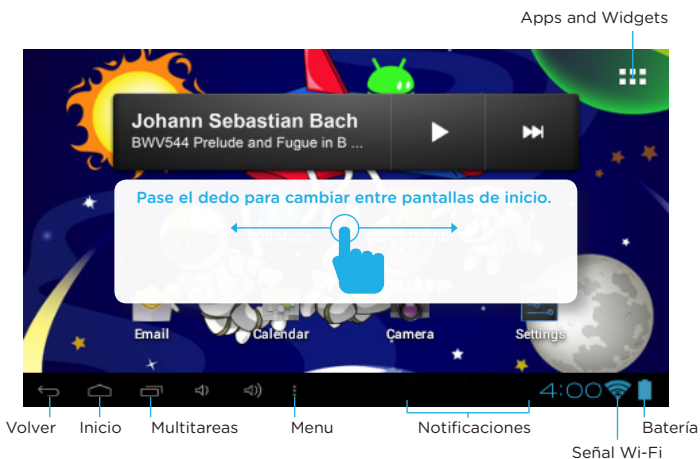 Apps and Widgets
Johann Sebastian Bach
BWV544 Prelude and Fugue in B ...
Pase el dedo para cambiar entre pantallas de inicio.
Email
Calendar
Camera
Settings
4:00
Volver
Inicio
Multitareas
Menu
Notificaciones
Batería
Señal Wi-Fi